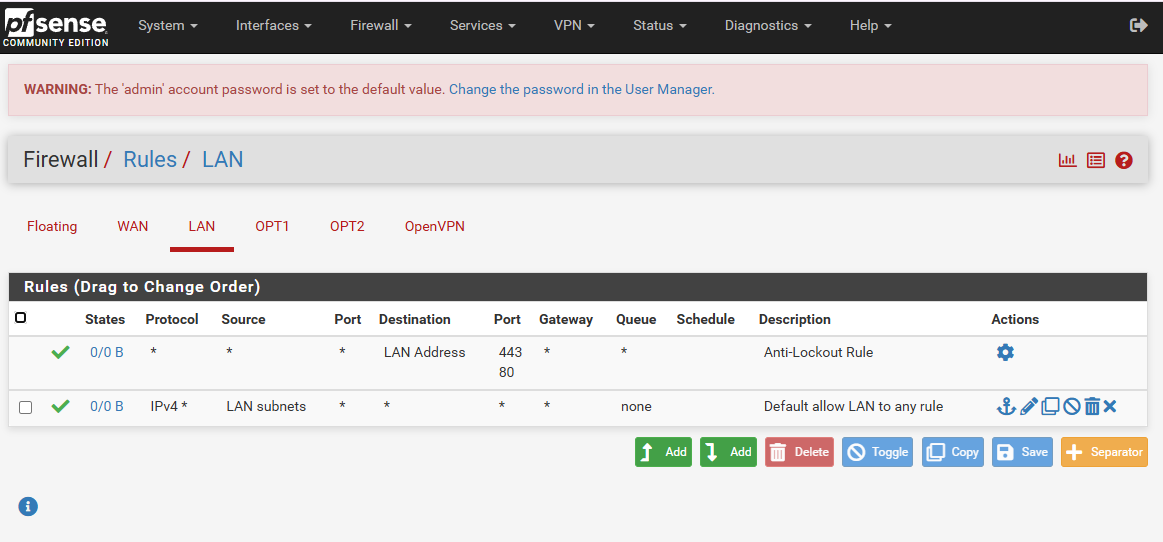 pfsense
COMMUNITY EDITION
System Interfaces Firewall Services VPN Status Diagnostics Help
WARNING: The 'admin' account password is set to the default value. Change the password in the User Manager.
Firewall / Rules / LAN
Floating WAN LAN OPT1 OPT2 OpenVPN
Rules (Drag to Change Order)
States Protocol Source Port Destination Port Gateway Queue Schedule Description Actions
0/0 B * * * LAN Address 443 * * Anti-Lockout Rule
80
0/0 B IPv4 * LAN subnets * * * * none Default allow LAN to any rule
Add Add Delete Toggle Copy Save Separator